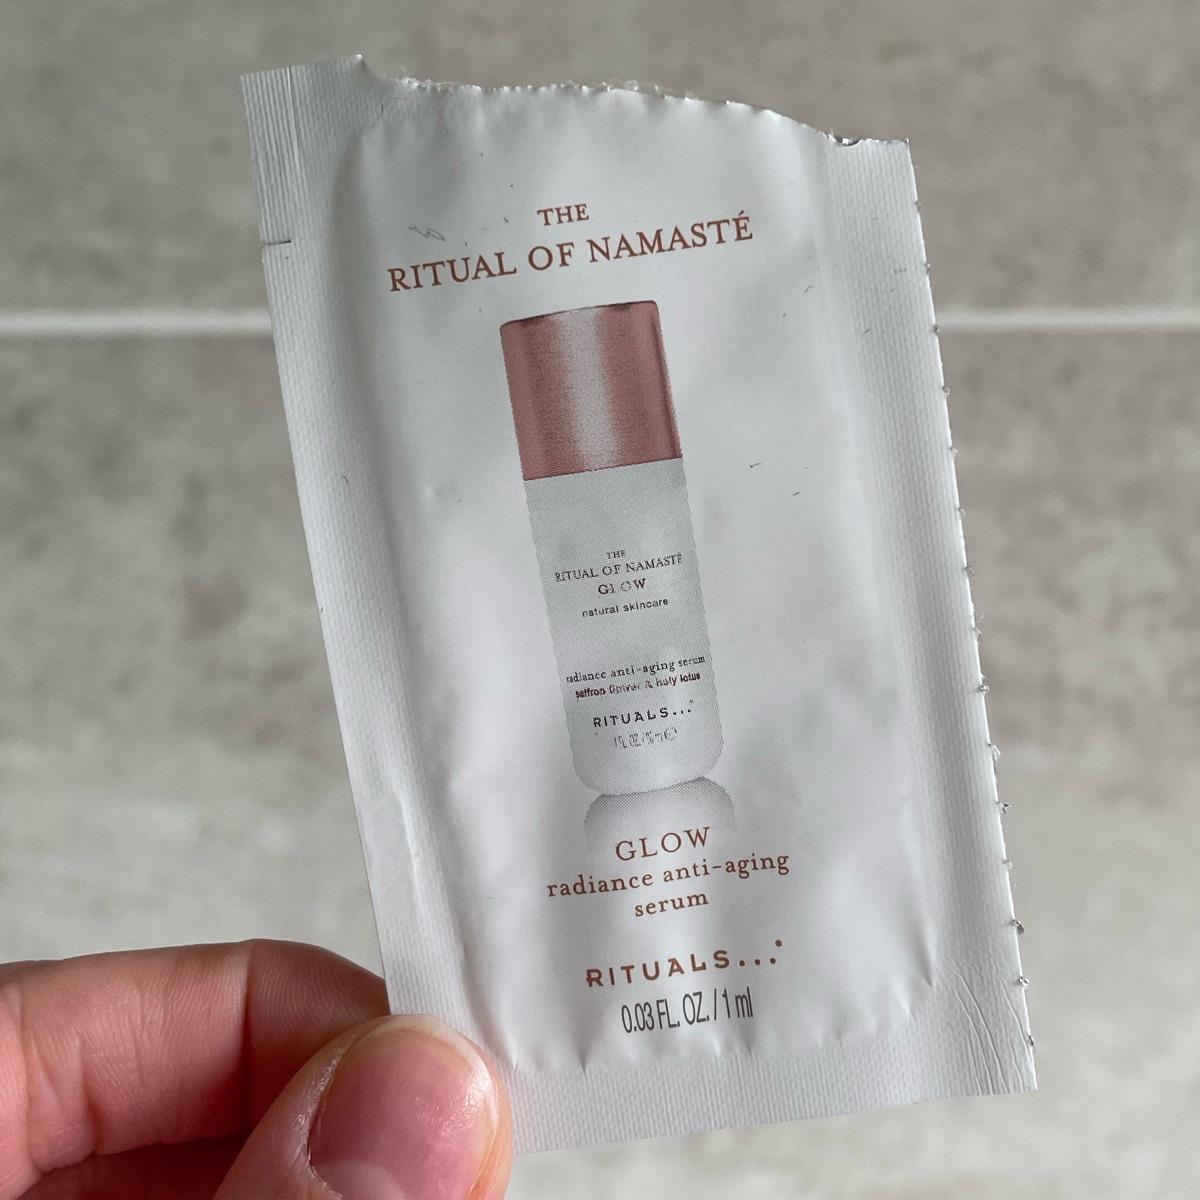 THE
RITUAL OF NAMASTÉ
THE
RITUAL OF NAMASTÉ
GLOW
natural skincare
radiance anti-aging serum
saffron flower & holy lotus
RITUALS...
GLOW
radiance anti-aging
serum
RITUALS...
0.03 FL. OZ. / 1 ml